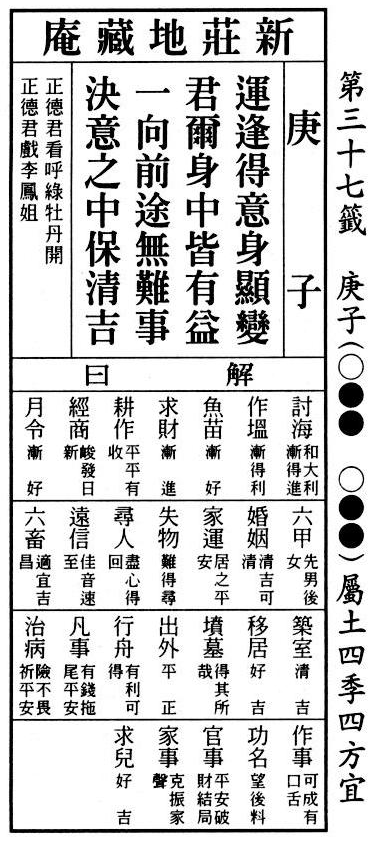 第三十七籤 庚子(○●● ○●●)屬土四季四方宜
新莊地藏庵
庚子
運逢得意身顯變
君爾身中皆有益
一向前途無難事
決意之中保清吉
正德君看呼綠牡丹開
正德君戲李鳳姐
解曰
討海 和大利漸得進
作塭 漸得利
魚苗 漸好
求財 漸進
耕作 平平有收
經商 峻發日新
月令 漸好
六甲 先男後女
婚姻 清吉可清
家運 居之平安
失物 難得尋
尋人 盡心得回
遠信 佳音速至
六畜 適宜吉昌
築室 清吉
移居 好吉
墳墓 得其所哉
出外 平正
行舟 有利可得
凡事 有錢拖尾平安
治病 險不畏祈平安
作事 可成有口舌
功名 望後料
官事 平安破財結局
家事 克振家聲
求兒 好吉